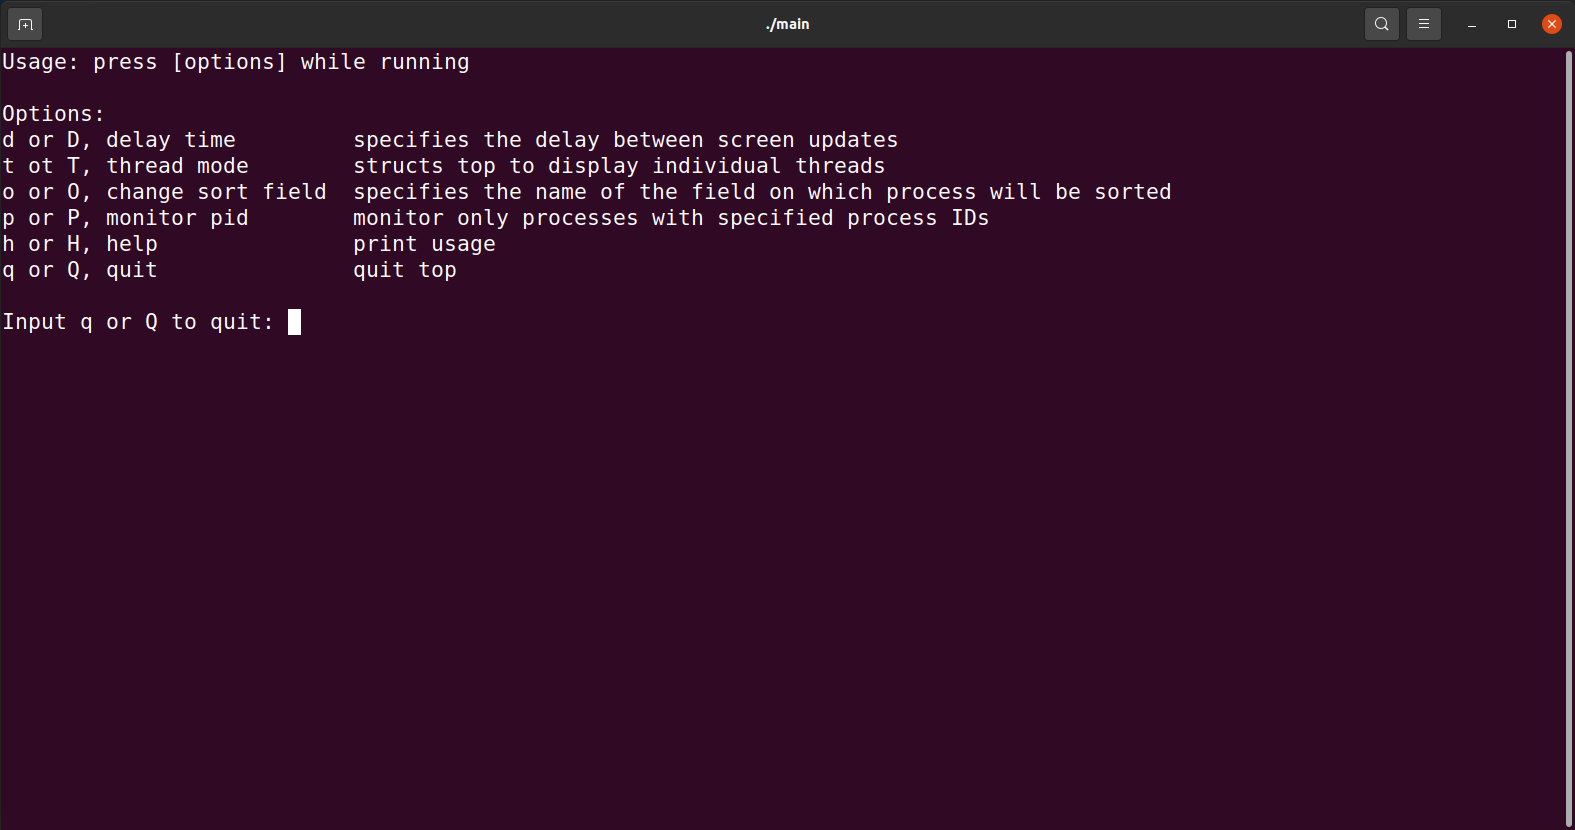 ./main
Usage: press [options] while running
Options:
d or D, delay time specifies the delay between screen updates
t ot T, thread mode structs top to display individual threads
o or O, change sort field specifies the name of the field on which process will be sorted
p or P, monitor pid monitor only processes with specified process IDs
h or H, help print usage
q or Q, quit quit top
Input q or Q to quit: